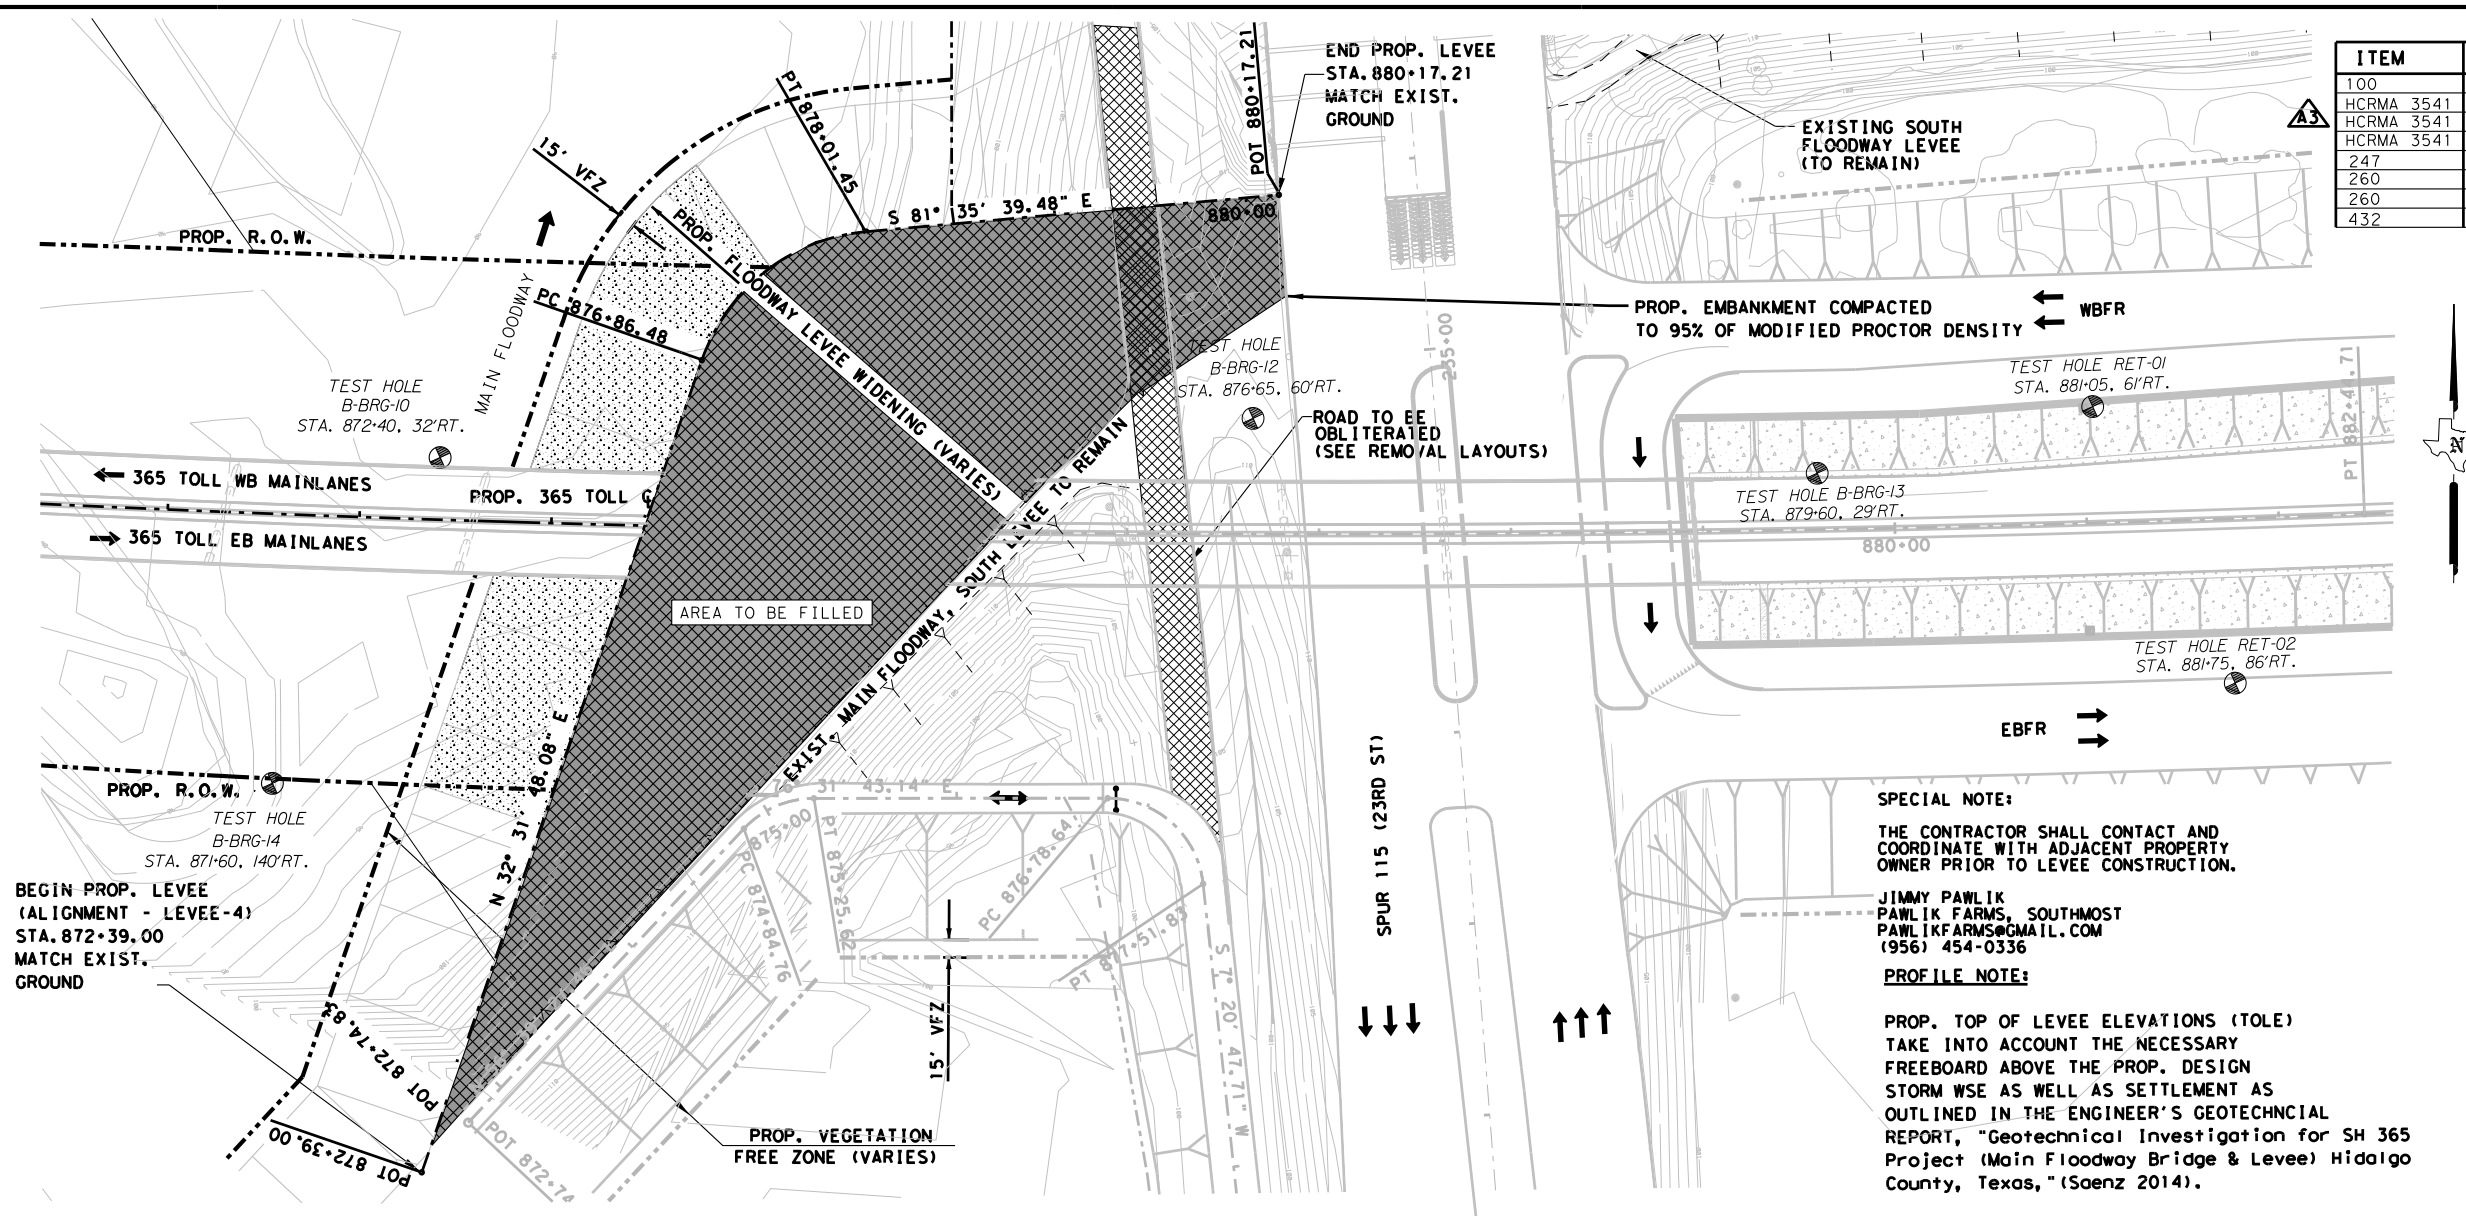 END PROP. LEVEE
STA. 880+17.21
MATCH EXIST.
GROUND
POT 880+17.21
PT 878+01.45
15' VFZ
S 81° 35' 39.48" E
880+00
EXISTING SOUTH
FLOODWAY LEVEE
(TO REMAIN)
A3
ITEM
100
HCRMA 3541
HCRMA 3541
HCRMA 3541
247
260
260
432
PROP. R.O.W.
MAIN FLOODWAY
PC 876+86.48
PROP. FLOODWAY LEVEE WIDENING (VARIES)
PROP. EMBANKMENT COMPACTED
TO 95% OF MODIFIED PROCTOR DENSITY
WBFR
TEST HOLE
B-BRG-10
STA. 872+40, 32'RT.
TEST HOLE
B-BRG-12
STA. 876+65, 60'RT.
235+00
TEST HOLE RET-01
STA. 881+05, 61'RT.
ROAD TO BE
OBLITERATED
(SEE REMOVAL LAYOUTS)
365 TOLL WB MAINLANES
PROP. 365 TOLL ℄
365 TOLL EB MAINLANES
TEST HOLE B-BRG-13
STA. 879+60, 29'RT.
880+00
N
AREA TO BE FILLED
EXIST. MAIN FLOODWAY, SOUTH LEVEE TO REMAIN
TEST HOLE RET-02
STA. 881+75, 86'RT.
EBFR
SPUR 115 (23RD ST)
N 32° 31' 48.08" E
PROP. R.O.W.
TEST HOLE
B-BRG-14
STA. 871+60, 140'RT.
31' 43.14" E
875+00
PC 874+84.76
PT 875+25.62
PC 876+78.64
PT 877+51.83
S 7° 20' 47.71" W
15' VFZ
BEGIN PROP. LEVEE
(ALIGNMENT - LEVEE-4)
STA. 872+39.00
MATCH EXIST.
GROUND
POT 872+74.83
POT 872+39.00
POT 872+74
PROP. VEGETATION
FREE ZONE (VARIES)
SPECIAL NOTE:
THE CONTRACTOR SHALL CONTACT AND
COORDINATE WITH ADJACENT PROPERTY
OWNER PRIOR TO LEVEE CONSTRUCTION.
JIMMY PAWLIK
PAWLIK FARMS, SOUTHMOST
PAWLIKFARMS@GMAIL.COM
(956) 454-0336
PROFILE NOTE:
PROP. TOP OF LEVEE ELEVATIONS (TOLE)
TAKE INTO ACCOUNT THE NECESSARY
FREEBOARD ABOVE THE PROP. DESIGN
STORM WSE AS WELL AS SETTLEMENT AS
OUTLINED IN THE ENGINEER'S GEOTECHNCIAL
REPORT, "Geotechnical Investigation for SH 365
Project (Main Floodway Bridge & Levee) Hidalgo
County, Texas," (Saenz 2014).